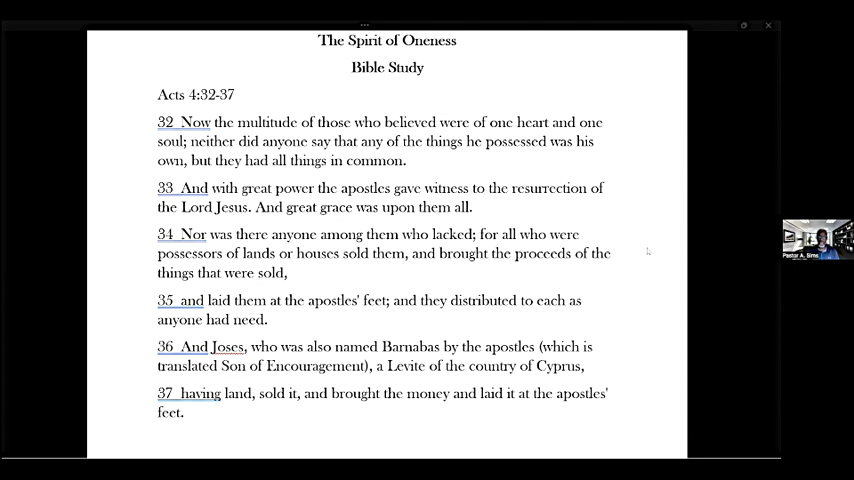 The Spirit of Oneness
Bible Study
Acts 4:32-37
32 Now the multitude of those who believed were of one heart and one
soul; neither did anyone say that any of the things he possessed was his
own, but they had all things in common.
33 And with great power the apostles gave witness to the resurrection of
the Lord Jesus. And great grace was upon them all.
34 Nor was there anyone among them who lacked; for all who were
possessors of lands or houses sold them, and brought the proceeds of the
things that were sold,
35 and laid them at the apostles' feet; and they distributed to each as
anyone had need.
36 And Joses, who was also named Barnabas by the apostles (which is
translated Son of Encouragement), a Levite of the country of Cyprus,
37 having land, sold it, and brought the money and laid it at the apostles'
feet.
Pastor A. Sims